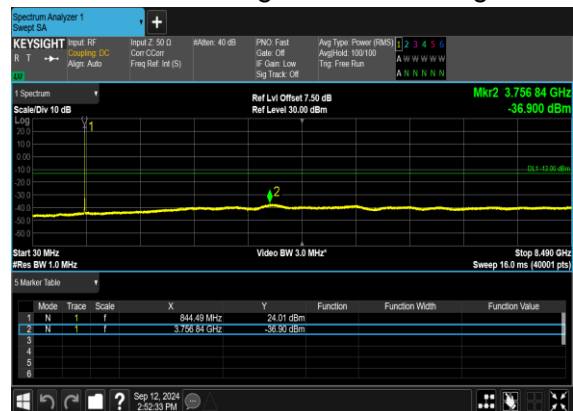 Spectrum Analyzer 1
Swept SA
KEYSIGHT
R T
LU
Input: RF
Coupling: DC
Align: Auto
Input Z: 50 Ω
Corr CCorr
Freq Ref: Int (S)
#Atten: 40 dB
PNO: Fast
Gate: Off
IF Gain: Low
Sig Track: Off
Avg Type: Power (RMS)
Avg|Hold: 100/100
Trig: Free Run
1 2 3 4 5 6
A W W W W W
A N N N N N
1 Spectrum
Scale/Div 10 dB
Ref Lvl Offset 7.50 dB
Ref Level 30.00 dBm
Mkr2 3.756 84 GHz
-36.900 dBm
Log
20.0
10.0
0.00
-10.0
-20.0
-30.0
-40.0
-50.0
-60.0
1
2
DL1 -13.00 dBm
Start 30 MHz
#Res BW 1.0 MHz
Video BW 3.0 MHz*
Stop 8.490 GHz
Sweep 16.0 ms (40001 pts)
5 Marker Table
Mode Trace Scale X Y Function Function Width Function Value
1 N 1 f 844.49 MHz 24.01 dBm
2 N 1 f 3.756 84 GHz -36.90 dBm
3
4
5
6
?
Sep 12, 2024
2:52:33 PM